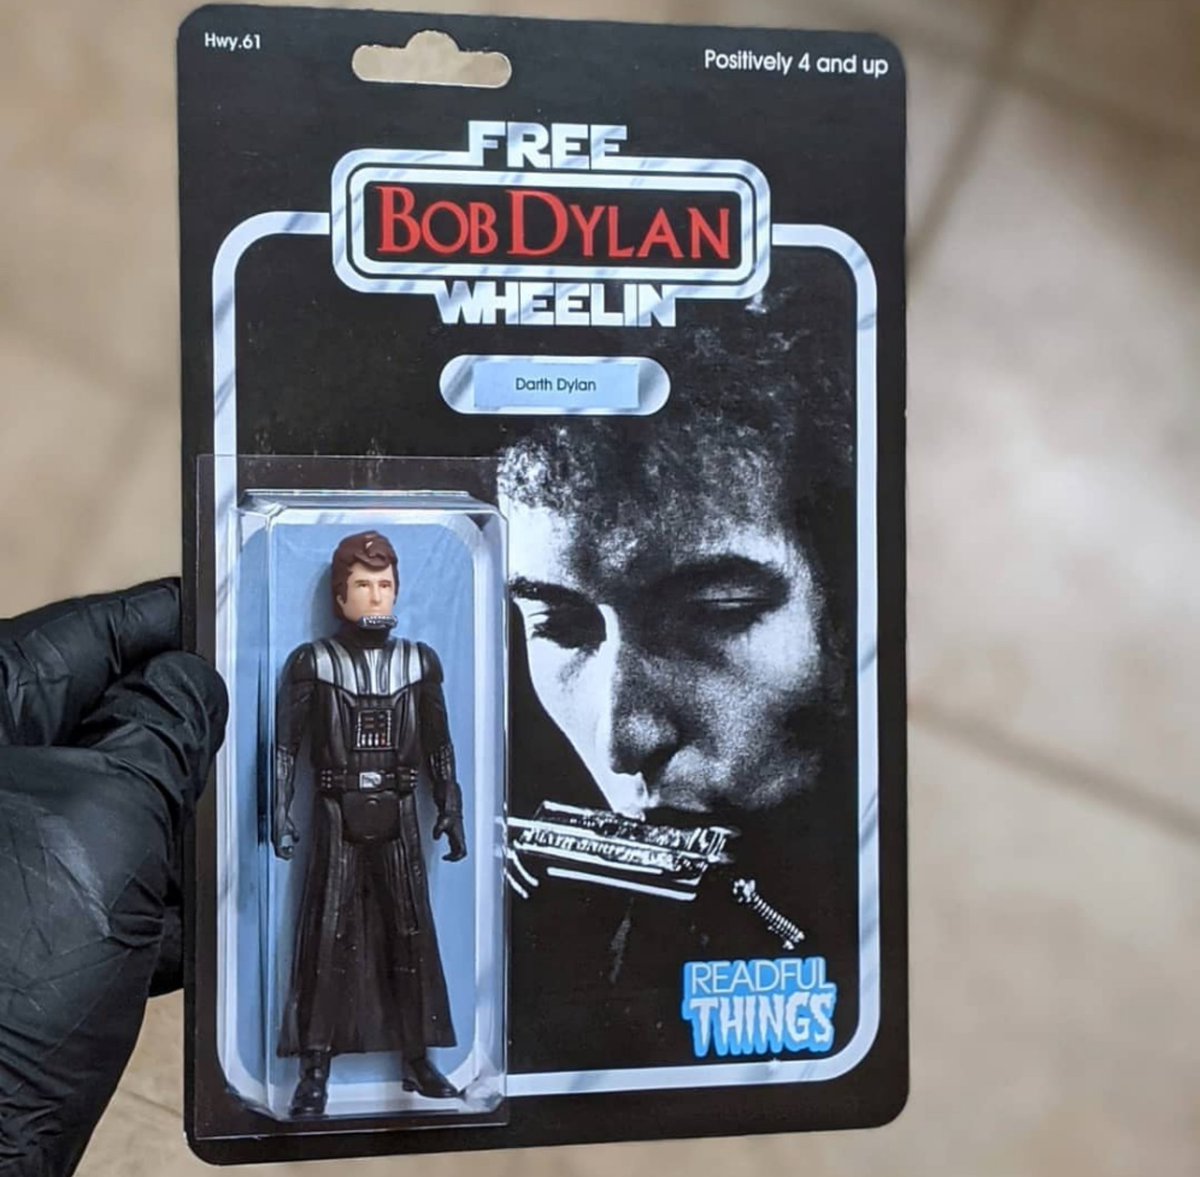 Hwy.61
Positively 4 and up
FREE
BOB DYLAN
WHEELIN
Darth Dylan
READFUL
THINGS